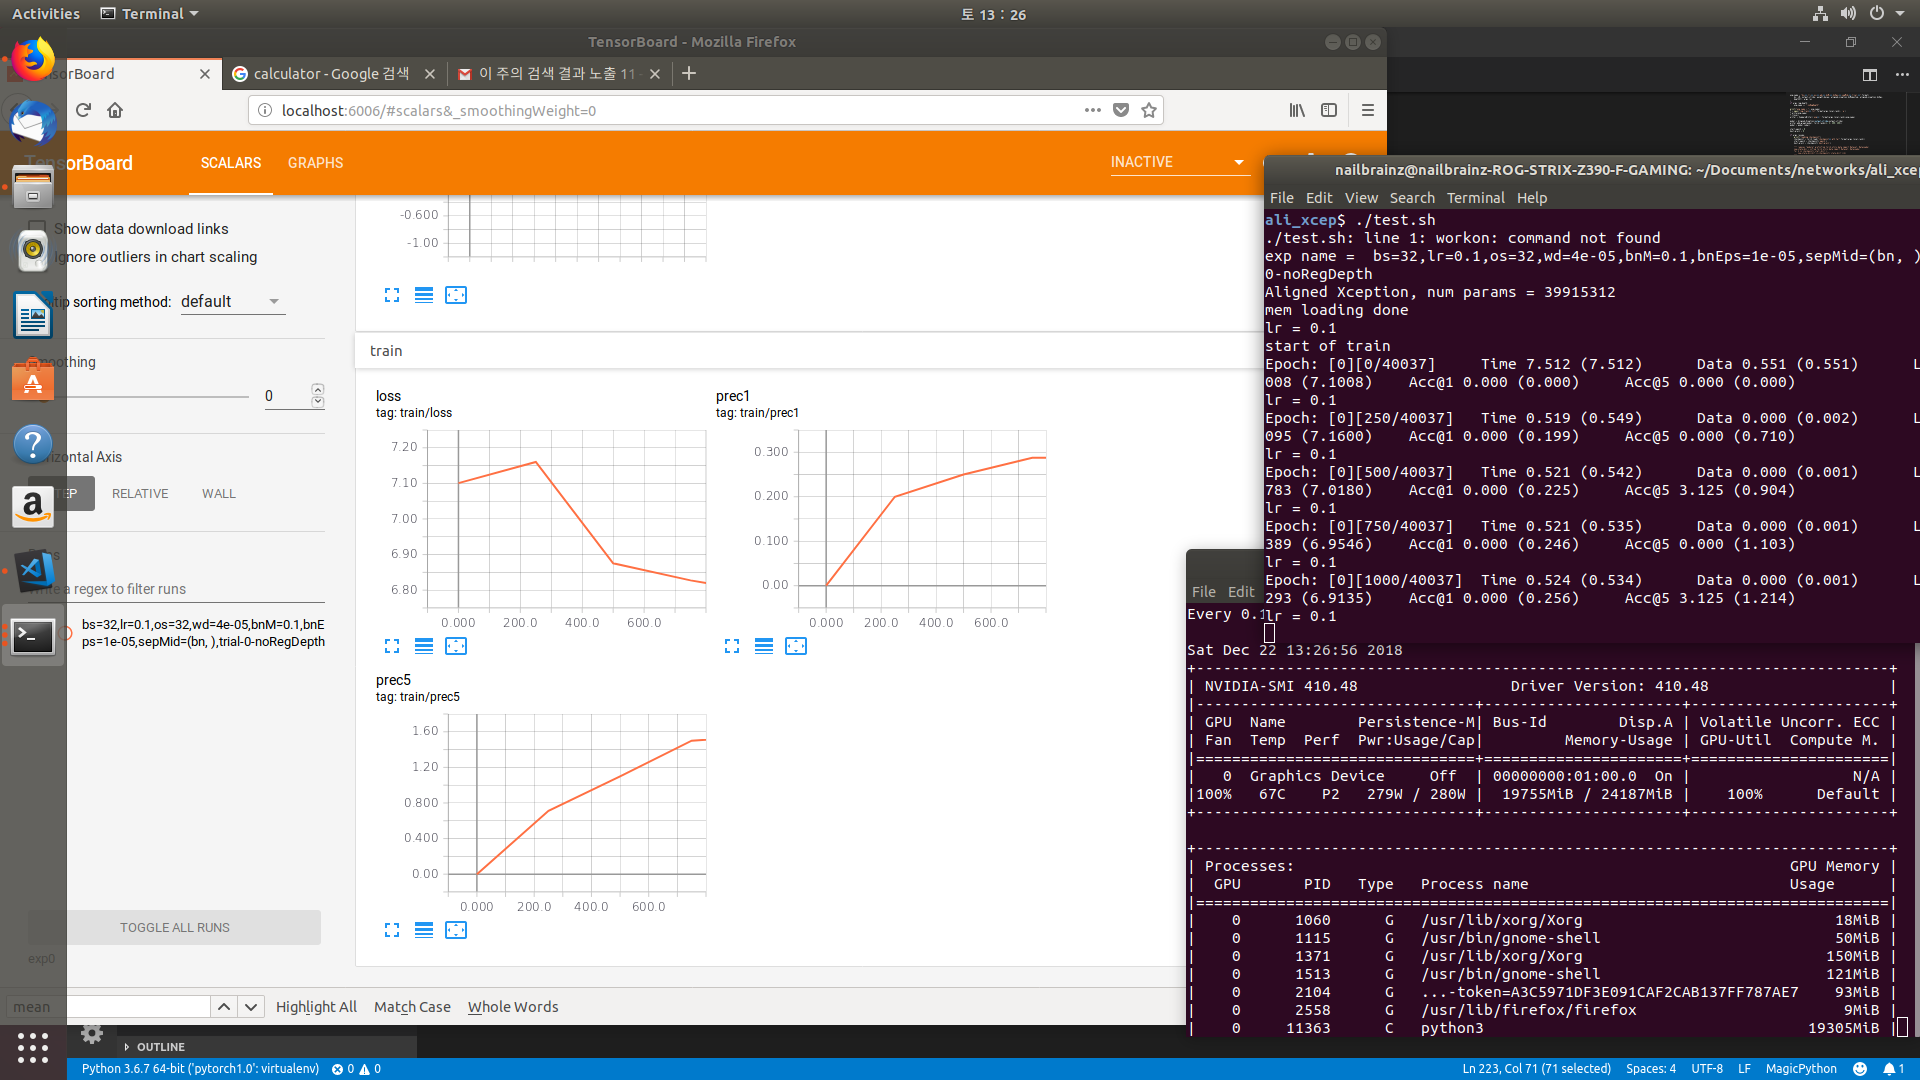 Activities
Terminal
토 13 : 26
TensorBoard - Mozilla Firefox
TensorBoard
calculator - Google 검색
이 주의 검색 결과 노출 11
localhost:6006/#scalars&_smoothingWeight=0
TensorBoard
SCALARS
GRAPHS
INACTIVE
Show data download links
Ignore outliers in chart scaling
Tooltip sorting method: default
Smoothing
0
Horizontal Axis
STEP
RELATIVE
WALL
Runs
Write a regex to filter runs
bs=32,lr=0.1,os=32,wd=4e-05,bnM=0.1,bnE
ps=1e-05,sepMid=(bn, ),trial-0-noRegDepth
TOGGLE ALL RUNS
exp0
-0.600
-1.00
train
loss
tag: train/loss
7.20
7.10
7.00
6.90
6.80
0.000 200.0 400.0 600.0
prec1
tag: train/prec1
0.300
0.200
0.100
0.00
0.000 200.0 400.0 600.0
prec5
tag: train/prec5
1.60
1.20
0.800
0.400
0.00
0.000 200.0 400.0 600.0
mean
Highlight All
Match Case
Whole Words
OUTLINE
Python 3.6.7 64-bit ('pytorch1.0': virtualenv)
0
0
Ln 223, Col 71 (71 selected)
Spaces: 4
UTF-8
LF
MagicPython
1
nailbrainz@nailbrainz-ROG-STRIX-Z390-F-GAMING: ~/Documents/networks/ali_xcep
File Edit View Search Terminal Help
ali_xcep$ ./test.sh
./test.sh: line 1: workon: command not found
exp name =  bs=32,lr=0.1,os=32,wd=4e-05,bnM=0.1,bnEps=1e-05,sepMid=(bn, )
0-noRegDepth
Aligned Xception, num params = 39915312
mem loading done
lr = 0.1
start of train
Epoch: [0][0/40037] Time 7.512 (7.512) Data 0.551 (0.551) L
008 (7.1008) Acc@1 0.000 (0.000) Acc@5 0.000 (0.000)
lr = 0.1
Epoch: [0][250/40037] Time 0.519 (0.549) Data 0.000 (0.002) L
095 (7.1600) Acc@1 0.000 (0.199) Acc@5 0.000 (0.710)
lr = 0.1
Epoch: [0][500/40037] Time 0.521 (0.542) Data 0.000 (0.001) L
783 (7.0180) Acc@1 0.000 (0.225) Acc@5 3.125 (0.904)
lr = 0.1
Epoch: [0][750/40037] Time 0.521 (0.535) Data 0.000 (0.001) L
389 (6.9546) Acc@1 0.000 (0.246) Acc@5 0.000 (1.103)
lr = 0.1
Epoch: [0][1000/40037] Time 0.524 (0.534) Data 0.000 (0.001) L
293 (6.9135) Acc@1 0.000 (0.256) Acc@5 3.125 (1.214)
lr = 0.1
File Edit
Every 0.1
Sat Dec 22 13:26:56 2018
+-----------------------------------------------------------------------------+
| NVIDIA-SMI 410.48                 Driver Version: 410.48                    |
|-------------------------------+----------------------+----------------------+
| GPU  Name        Persistence-M| Bus-Id        Disp.A | Volatile Uncorr. ECC |
| Fan  Temp  Perf  Pwr:Usage/Cap|         Memory-Usage | GPU-Util  Compute M. |
|===============================+======================+======================|
|   0  Graphics Device     Off  | 00000000:01:00.0  On |                  N/A |
|100%   67C    P2   279W / 280W |  19755MiB / 24187MiB |    100%      Default |
+-------------------------------+----------------------+----------------------+
+-----------------------------------------------------------------------------+
| Processes:                                                       GPU Memory |
|  GPU       PID   Type   Process name                             Usage      |
|=============================================================================|
|    0      1060      G   /usr/lib/xorg/Xorg                            18MiB |
|    0      1115      G   /usr/bin/gnome-shell                          50MiB |
|    0      1371      G   /usr/lib/xorg/Xorg                           150MiB |
|    0      1513      G   /usr/bin/gnome-shell                         121MiB |
|    0      2104      G   ...-token=A3C5971DF3E091CAF2CAB137FF787AE7    93MiB |
|    0      2558      G   /usr/lib/firefox/firefox                       9MiB |
|    0     11363      C   python3                                    19305MiB |